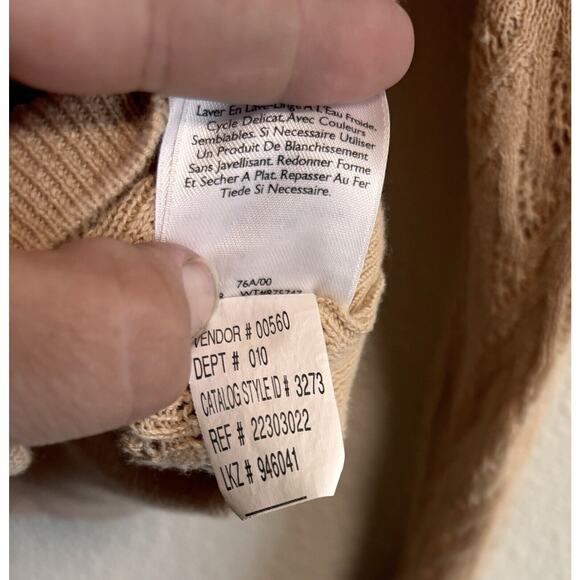 Laver En Lave-Linge A L'Eau Froide.
Cycle Delicat, Avec Couleurs
Semblables. Si Necessaire Utiliser
Un Produit De Blanchissement
Sans Javellisant. Redonner Forme
Et Secher A Plat. Repasser Au Fer
Tiede Si Necessaire.
76A/00
VENDOR # 00560
DEPT # 010
CATALOG STYLE ID # 3273
REF # 22303022
LKZ # 946041